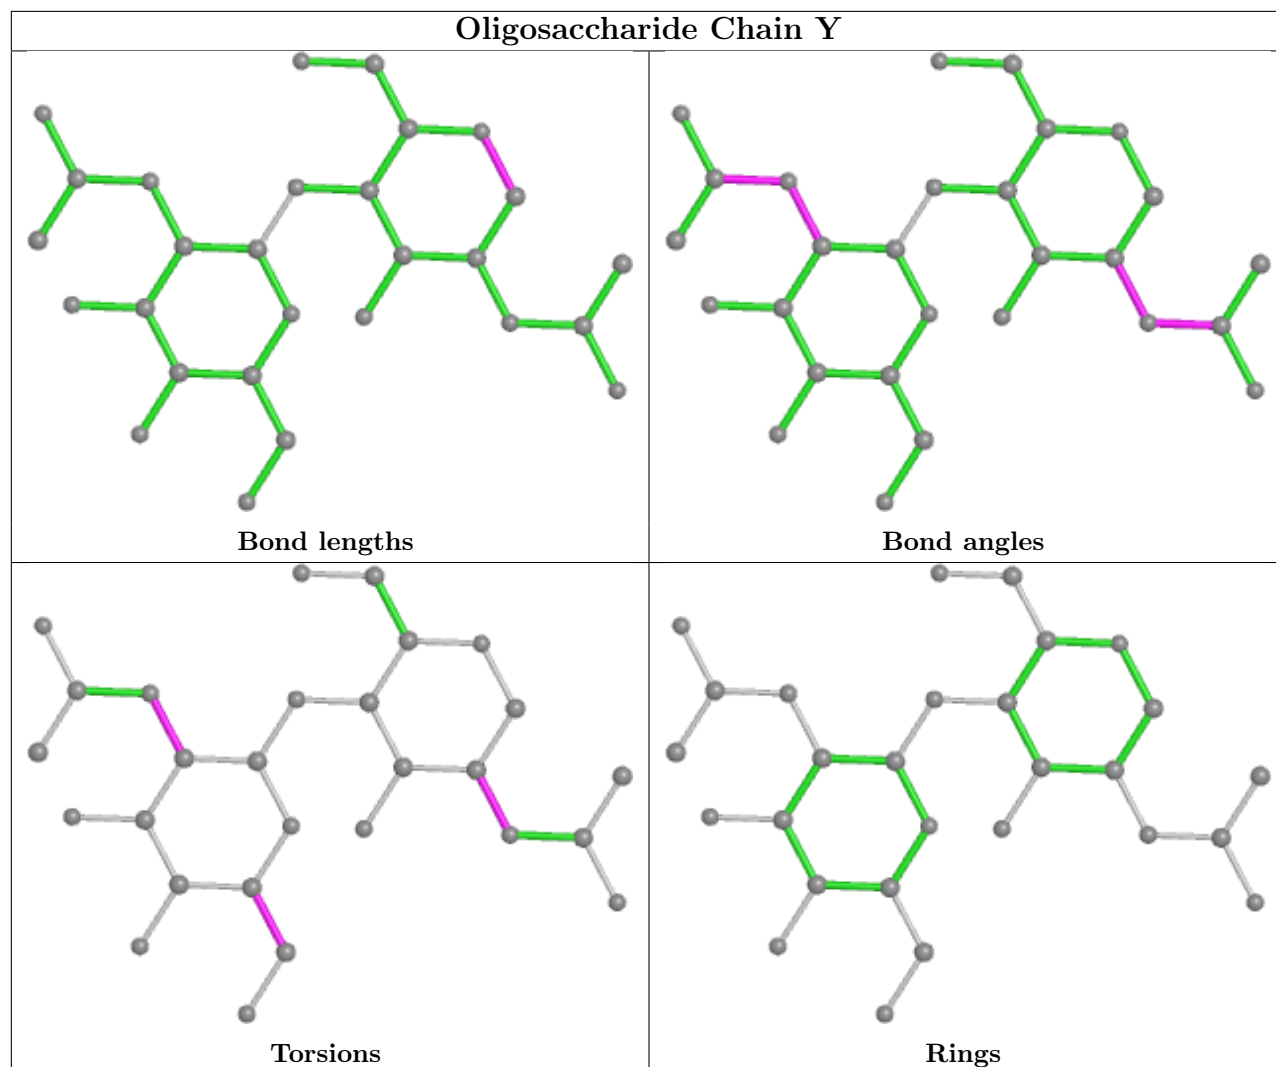 Oligosaccharide Chain Y
Bond lengths
Bond angles
Torsions
Rings